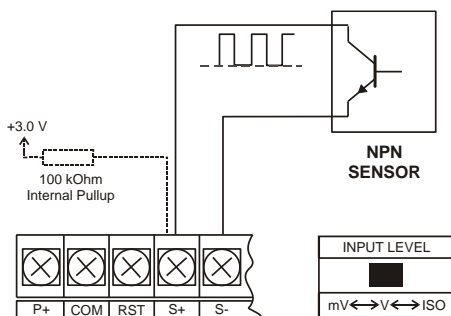 +3.0 V
100 kOhm
Internal Pullup
NPN
SENSOR
INPUT LEVEL
P+ COM RST S+ S-
mV↔V↔ISO